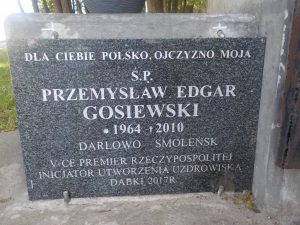 DLA CIEBIE POLSKO, OJCZYZNO MOJA
Ś.P.
PRZEMYSŁAW EDGAR
GOSIEWSKI
* 1964 † 2010
DARŁOWO SMOLEŃSK
V-CE PREMIER RZECZYPOSPOLITEJ
INICJATOR UTWORZENIA UZDROWISKA
DĄBKI 2017R.